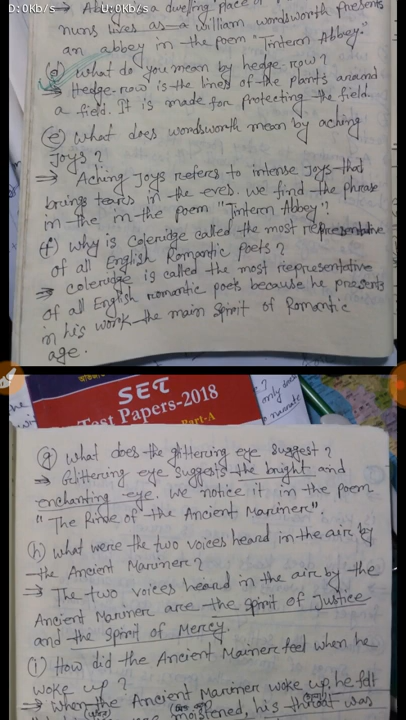 D:0Kb/s U:0Kb/s
⇒ Abbey is a dwelling place of
nuns lives as a william wordsworth presents
an abbey in the poem "Tintern Abbey."
(d) what do you mean by hedge-row?
⇒ Hedge-row is the lines of the plants around
a field. It is made for protecting the field.
(e) what does wordsworth mean by aching
Joys?
⇒ Aching Joys refers to intense Joys that
brings tears in the eyes. we find the phrase
in the in the poem "Tintern Abbey"?
(f) why is Coleridge called the most representative
of all English Romantic Poets?
⇒ coleridge is called the most representative
of all English romantic poets because he presents
in his work the main Spirit of Romantic
age.
SET
Test Papers-2018
Part-A
only does
(g) what does the glittering eye suggest?
⇒ Glittering eye suggests the bright and
enchanting eye. we notice it in the poem
"The Rime of the Ancient Mariners".
(h) what were the two voices heard in the air by
the Ancient Mariner?
⇒ The two voices heard in the air by the
Ancient Mariner are the spirit of Justice
and the Spirit of Mercy.
(i) How did the Ancient Mainer feel when he
woke up?
⇒ When the Ancient Mariner woke up, he felt
moistened, his throat was